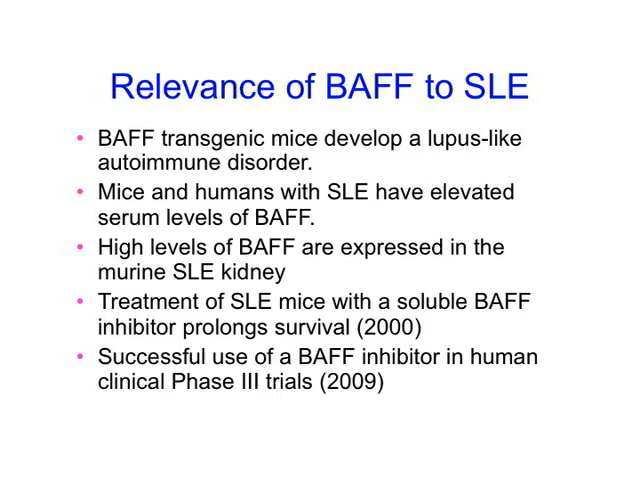 Relevance of BAFF to SLE
• BAFF transgenic mice develop a lupus-like
autoimmune disorder.
• Mice and humans with SLE have elevated
serum levels of BAFF.
• High levels of BAFF are expressed in the
murine SLE kidney
• Treatment of SLE mice with a soluble BAFF
inhibitor prolongs survival (2000)
• Successful use of a BAFF inhibitor in human
clinical Phase III trials (2009)